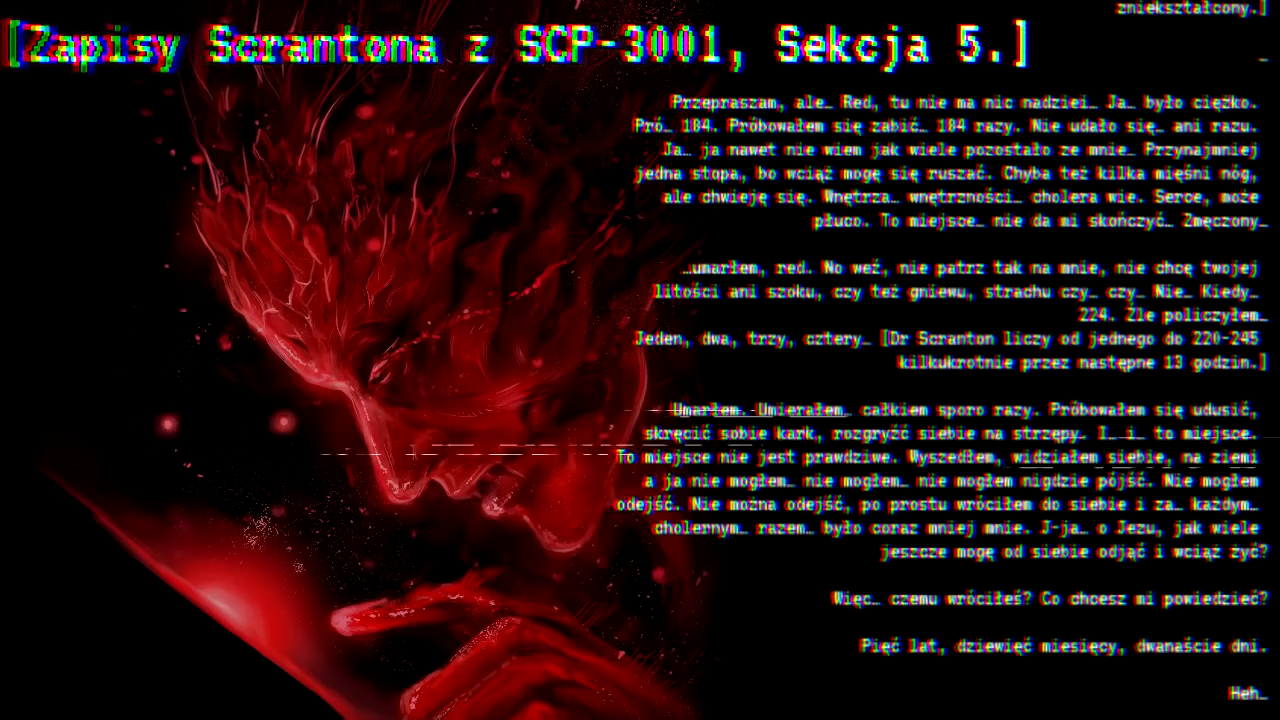 zniekształcony.]
[Zapisy Scrantona z SCP-3001, Sekcja 5.]
Przepraszam, ale… Red, tu nie ma nic nadziei… Ja… było ciężko.
Pró… 184. Próbowałem się zabić… 184 razy. Nie udało się… ani razu.
Ja… ja nawet nie wiem jak wiele pozostało ze mnie… Przynajmniej
jedna stopa, bo wciąż mogę się ruszać. Chyba też kilka mięśni nóg,
ale chwieję się. Wnętrza… wnętrzności… cholera wie. Serce, może
płuco. To miejsce… nie da mi skończyć… Zmęczony…
…umarłem, red. No weź, nie patrz tak na mnie, nie chcę twojej
litości ani szoku, czy też gniewu, strachu czy… czy… Nie… Kiedy…
224. Źle policzyłem…
Jeden, dwa, trzy, cztery… [Dr Scranton liczy od jednego do 220-245
kilkukrotnie przez następne 13 godzin.]
Umarłem. Umierałem, całkiem sporo razy. Próbowałem się udusić,
skręcić sobie kark, rozgryźć siebie na strzępy. I… i… to miejsce.
To miejsce nie jest prawdziwe. Wyszedłem, widziałem siebie, na ziemi
a ja nie mogłem… nie mogłem… nie mogłem nigdzie pójść. Nie mogłem
odejść. Nie można odejść, po prostu wróciłem do siebie i za… każdym…
cholernym… razem… było coraz mniej mnie. J-ja… o Jezu, jak wiele
jeszcze mogę od siebie odjąć i wciąż żyć?
Więc… czemu wróciłeś? Co chcesz mi powiedzieć?
Pięć lat, dziewięć miesięcy, dwanaście dni.
Heh…